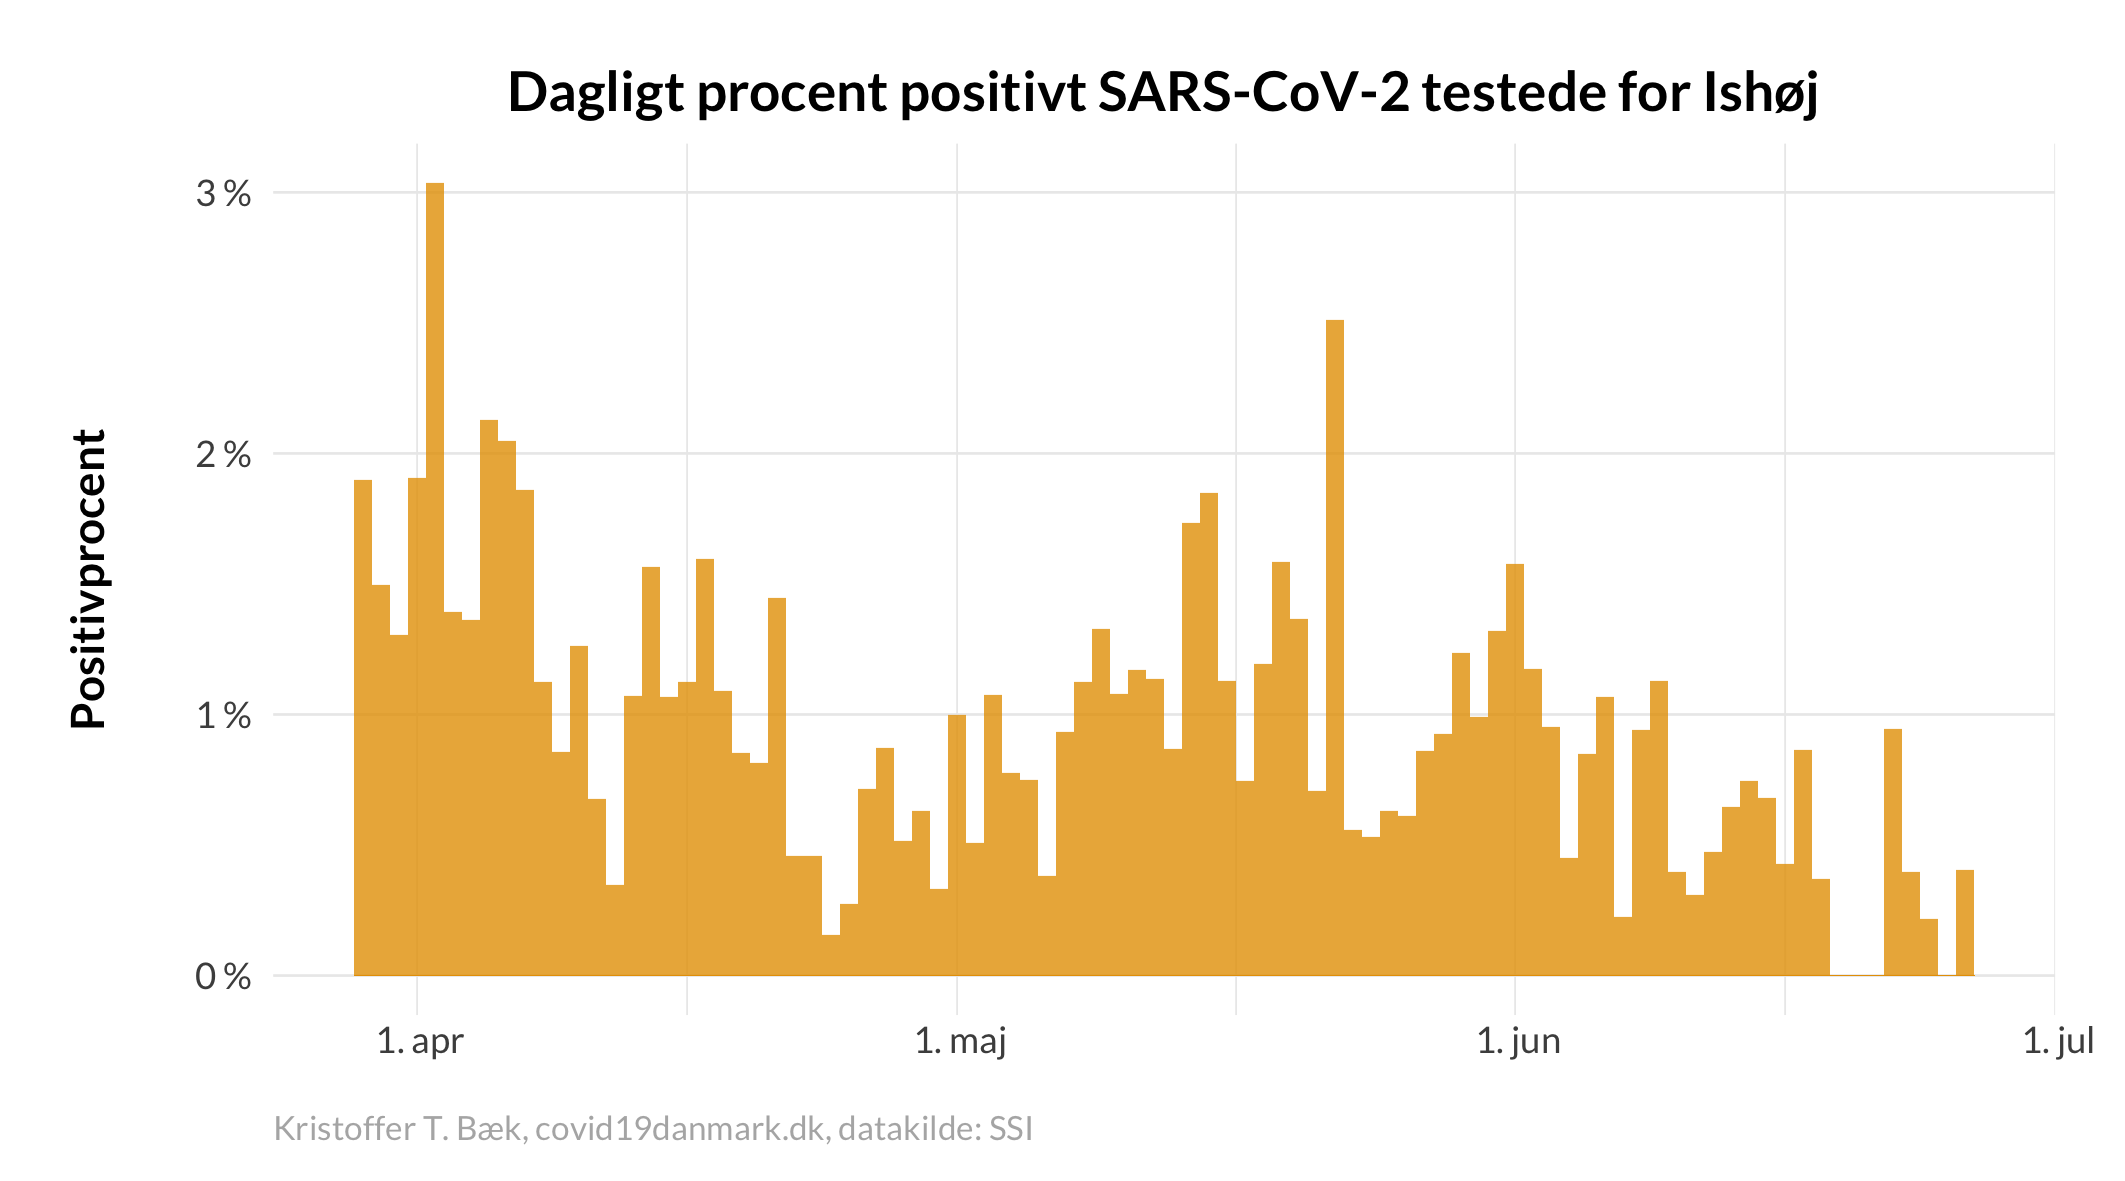 Dagligt procent positivt SARS-CoV-2 testede for Ishøj
Positivprocent
3 %
2 %
1 %
0 %
1. apr
1. maj
1. jun
1. jul
Kristoffer T. Bæk, covid19danmark.dk, datakilde: SSI